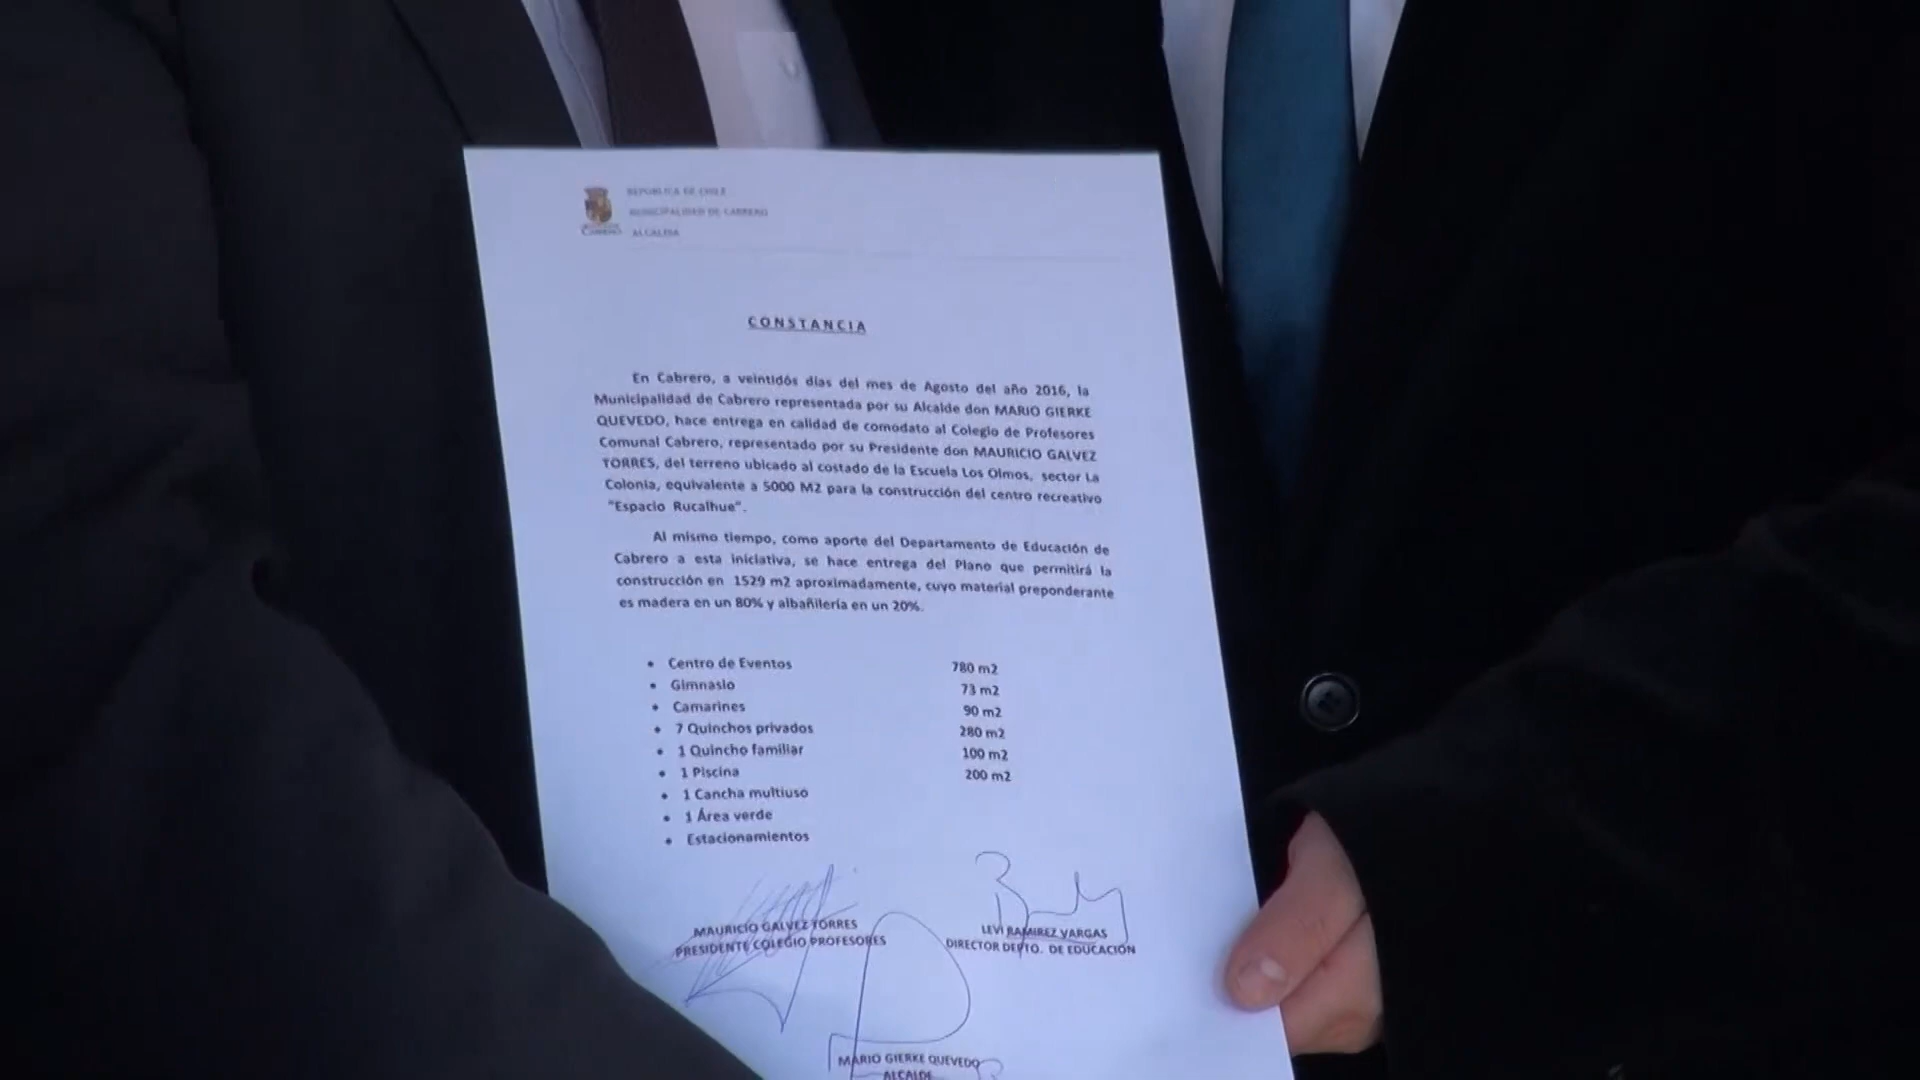 REPÚBLICA DE CHILE
MUNICIPALIDAD DE CABRERO
ALCALDIA
CABRERO
CONSTANCIA
En Cabrero, a veintidós días del mes de Agosto del año 2016, la
Municipalidad de Cabrero representada por su Alcalde don MARIO GIERKE
QUEVEDO, hace entrega en calidad de comodato al Colegio de Profesores
Comunal Cabrero, representado por su Presidente don MAURICIO GALVEZ
TORRES, del terreno ubicado al costado de la Escuela Los Olmos, sector La
Colonia, equivalente a 5000 M2 para la construcción del centro recreativo
"Espacio Rucalhue".
Al mismo tiempo, como aporte del Departamento de Educación de
Cabrero a esta iniciativa, se hace entrega del Plano que permitirá la
construcción en 1529 m2 aproximadamente, cuyo material preponderante
es madera en un 80% y albañilería en un 20%.
• Centro de Eventos 780 m2
• Gimnasio 73 m2
• Camarines 90 m2
• 7 Quinchos privados 280 m2
• 1 Quincho familiar 100 m2
• 1 Piscina 200 m2
• 1 Cancha multiuso
• 1 Área verde
• Estacionamientos
MAURICIO GALVEZ TORRES
PRESIDENTE COLEGIO PROFESORES
LEVI RAMIREZ VARGAS
DIRECTOR DEPTO. DE EDUCACIÓN
MARIO GIERKE QUEVEDO
ALCALDE